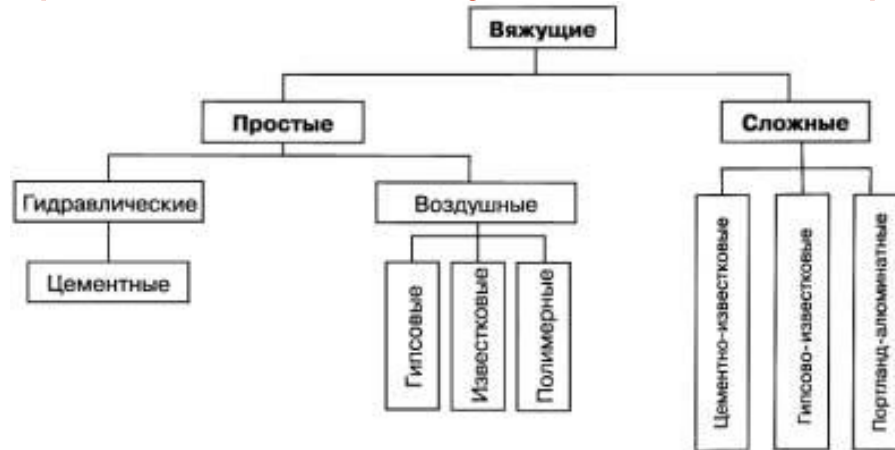 Вяжущие
Простые
Сложные
Гидравлические
Воздушные
Цементные
Гипсовые
Известковые
Полимерные
Цементно-известковые
Гипсово-известковые
Портланд-алюминатные